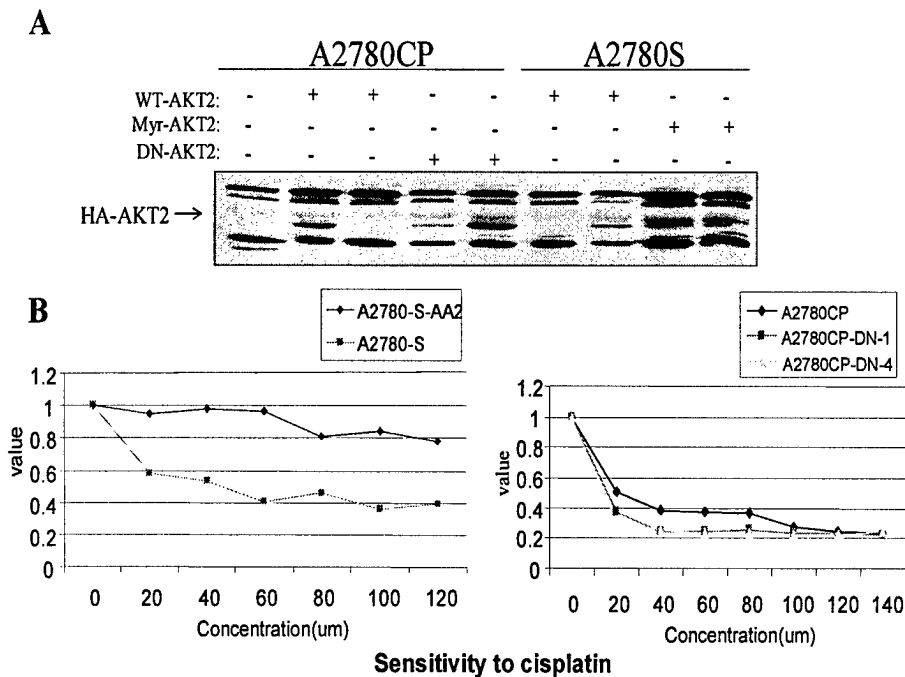 A
A2780CP A2780S
WT-AKT2: - + + - - + + - -
Myr-AKT2: - - - - - - - + +
DN-AKT2: - - - + + - - - -
HA-AKT2 →
B
A2780-S-AA2
A2780-S
1.2
1
0.8
0.6
0.4
0.2
0
value
0 20 40 60 80 100 120
Concentration(um)
A2780CP
A2780CP-DN-1
A2780CP-DN-4
1.2
1
0.8
0.6
0.4
0.2
0
value
0 20 40 60 80 100 120 140
Concentration(um)
Sensitivity to cisplatin